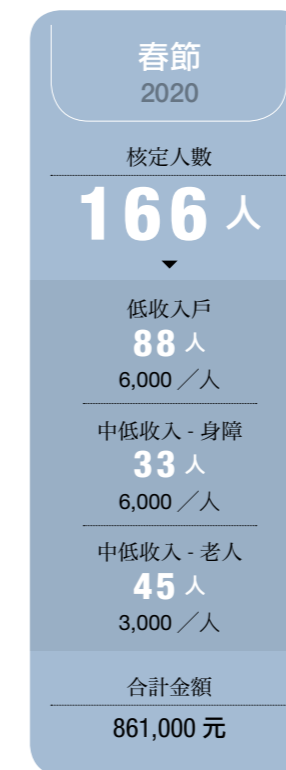 春節
2020
核定人數
166 人
低收入戶
88 人
6,000 ／人
中低收入 - 身障
33 人
6,000 ／人
中低收入 - 老人
45 人
3,000 ／人
合計金額
861,000 元